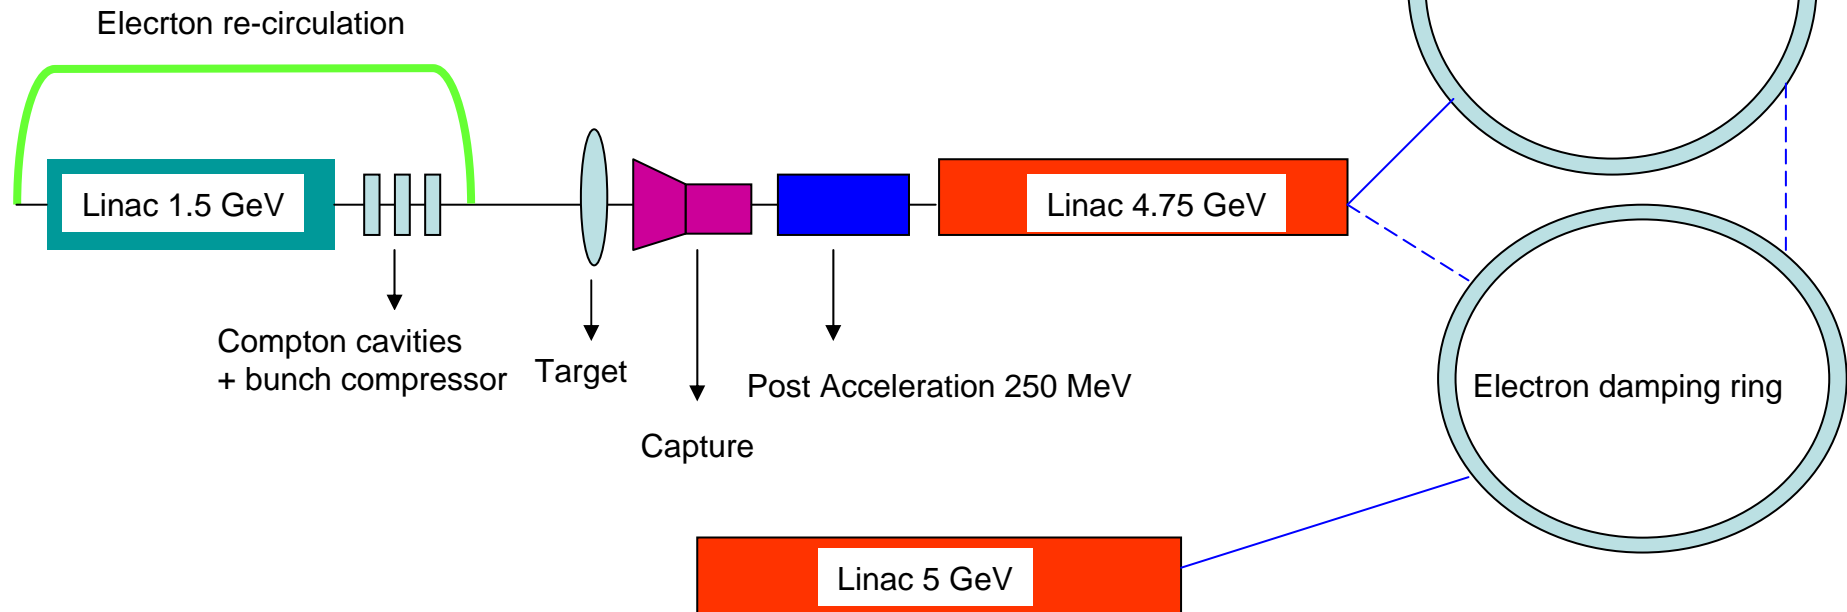 Elecrton re-circulation
Linac 1.5 GeV
Linac 4.75 GeV
Compton cavities
+ bunch compressor
Target
Post Acceleration 250 MeV
Electron damping ring
Capture
Linac 5 GeV